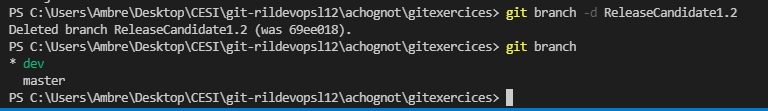 PS C:\Users\Ambre\Desktop\CESI\git-rildevopsl12\achognot\gitexercices> git branch -d ReleaseCandidate1.2
Deleted branch ReleaseCandidate1.2 (was 69ee018).
PS C:\Users\Ambre\Desktop\CESI\git-rildevopsl12\achognot\gitexercices> git branch
* dev
  master
PS C:\Users\Ambre\Desktop\CESI\git-rildevopsl12\achognot\gitexercices>